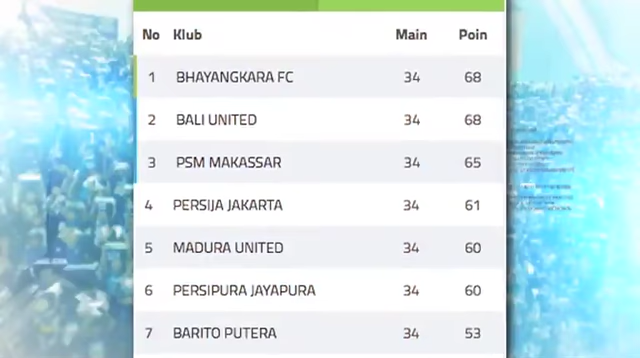 No Klub Main Poin
1 BHAYANGKARA FC 34 68
2 BALI UNITED 34 68
3 PSM MAKASSAR 34 65
4 PERSIJA JAKARTA 34 61
5 MADURA UNITED 34 60
6 PERSIPURA JAYAPURA 34 60
7 BARITO PUTERA 34 53